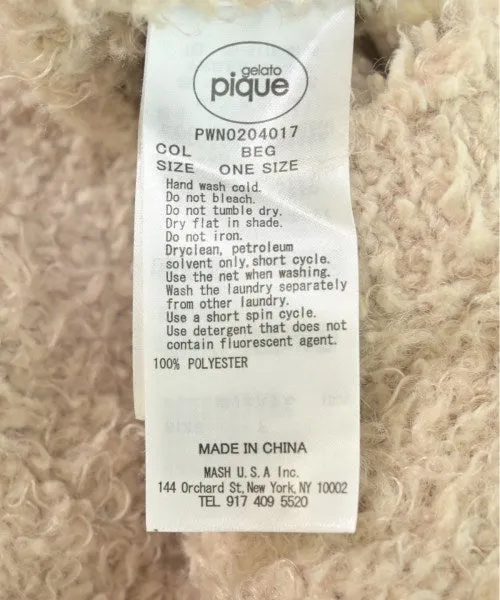 gelato
pique
PWNO204017
COL BEG
SIZE ONE SIZE
Hand wash cold.
Do not bleach.
Do not tumble dry.
Dry flat in shade.
Do not iron.
Dryclean, petroleum
solvent only, short cycle.
Use the net when washing.
Wash the laundry separately
from other laundry.
Use a short spin cycle.
Use detergent that does not
contain fluorescent agent.
100% POLYESTER
MADE IN CHINA
MASH U.S.A Inc.
144 Orchard St, New York, NY 10002
TEL 917 409 5520